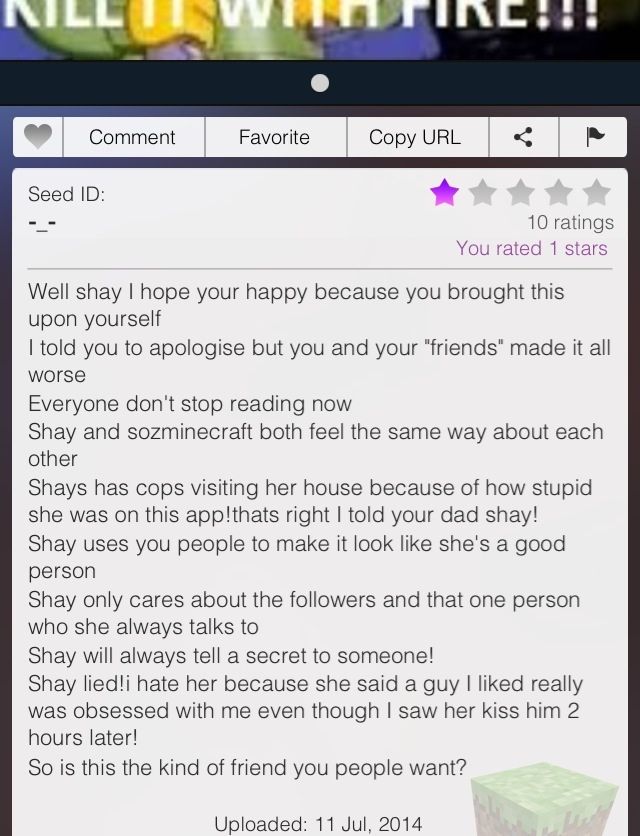 KILL IT WITH FIRE!!!
Comment
Favorite
Copy URL
Seed ID:
-_-
10 ratings
You rated 1 stars
Well shay I hope your happy because you brought this
upon yourself
I told you to apologise but you and your "friends" made it all
worse
Everyone don't stop reading now
Shay and sozminecraft both feel the same way about each
other
Shays has cops visiting her house because of how stupid
she was on this app!thats right I told your dad shay!
Shay uses you people to make it look like she's a good
person
Shay only cares about the followers and that one person
who she always talks to
Shay will always tell a secret to someone!
Shay lied!i hate her because she said a guy I liked really
was obsessed with me even though I saw her kiss him 2
hours later!
So is this the kind of friend you people want?
Uploaded: 11 Jul, 2014